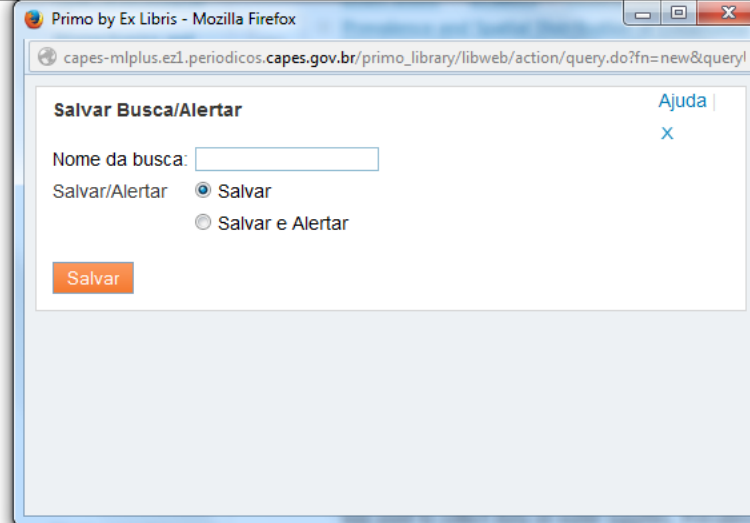 Primo by Ex Libris - Mozilla Firefox
capes-mlplus.ez1.periodicos.capes.gov.br/primo_library/libweb/action/query.do?fn=new&queryl
Salvar Busca/Alertar
Ajuda |
X
Nome da busca:
Salvar/Alertar Salvar
Salvar e Alertar
Salvar